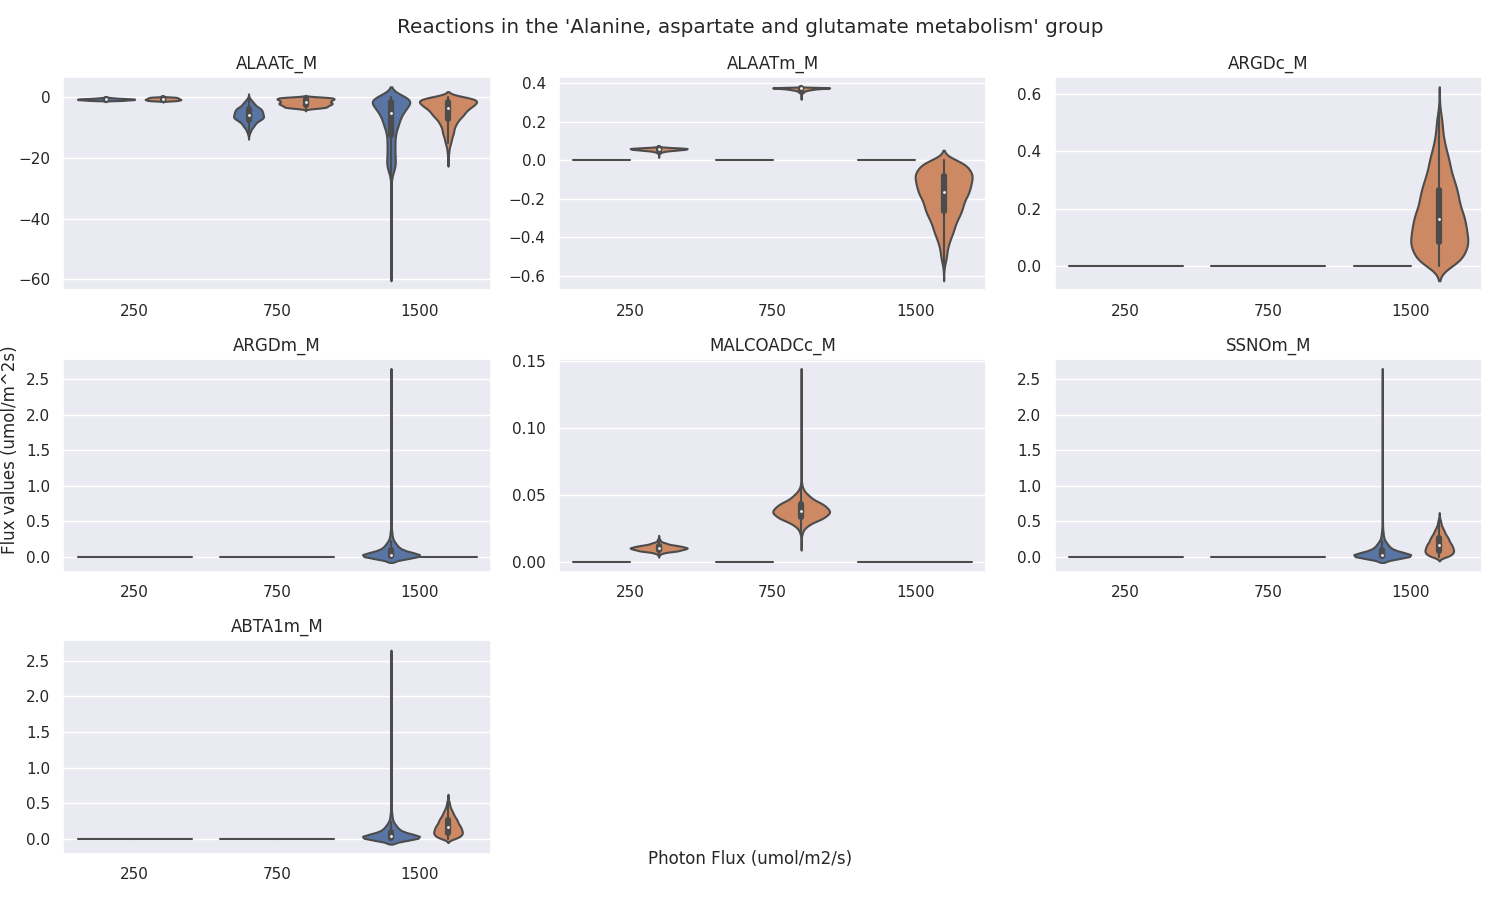 Reactions in the 'Alanine, aspartate and glutamate metabolism' group
ALAATc_M
0
−20
−40
−60
250 750 1500
ALAATm_M
0.4
0.2
0.0
−0.2
−0.4
−0.6
250 750 1500
ARGDc_M
0.6
0.4
0.2
0.0
250 750 1500
Flux values (umol/m^2s)
ARGDm_M
2.5
2.0
1.5
1.0
0.5
0.0
250 750 1500
MALCOADCc_M
0.15
0.10
0.05
0.00
250 750 1500
SSNOm_M
2.5
2.0
1.5
1.0
0.5
0.0
250 750 1500
ABTA1m_M
2.5
2.0
1.5
1.0
0.5
0.0
250 750 1500
Photon Flux (umol/m2/s)